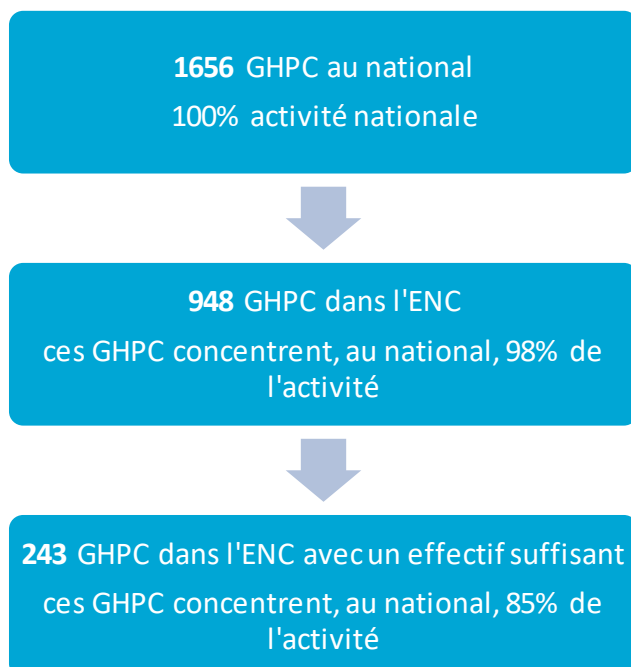 1656 GHPC au national
100% activité nationale
948 GHPC dans l'ENC
ces GHPC concentrent, au national, 98% de
l'activité
243 GHPC dans l'ENC avec un effectif suffisant
ces GHPC concentrent, au national, 85% de
l'activité